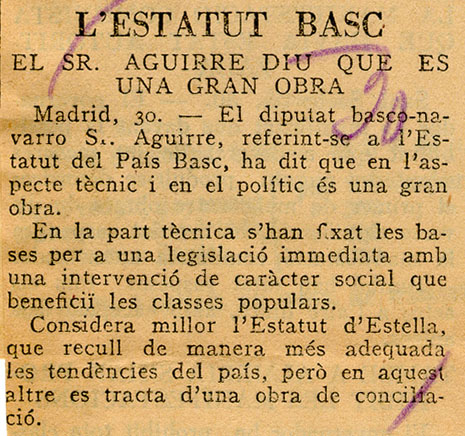 L'ESTATUT BASC
EL SR. AGUIRRE DIU QUE ES
UNA GRAN OBRA
Madrid, 30. — El diputat basco-na-
varro S.. Aguirre, referint-se a l'Es-
tatut del País Basc, ha dit que en l'as-
pecte tècnic i en el polític és una gran
obra.
En la part tècnica s'han fixat les ba-
ses per a una legislació immediata amb
una intervenció de caràcter social que
beneficiï les classes populars.
Considera millor l'Estatut d'Estella,
que recull de manera més adequada
les tendències del país, però en aquest
altre es tracta d'una obra de concilia-
ció.
30